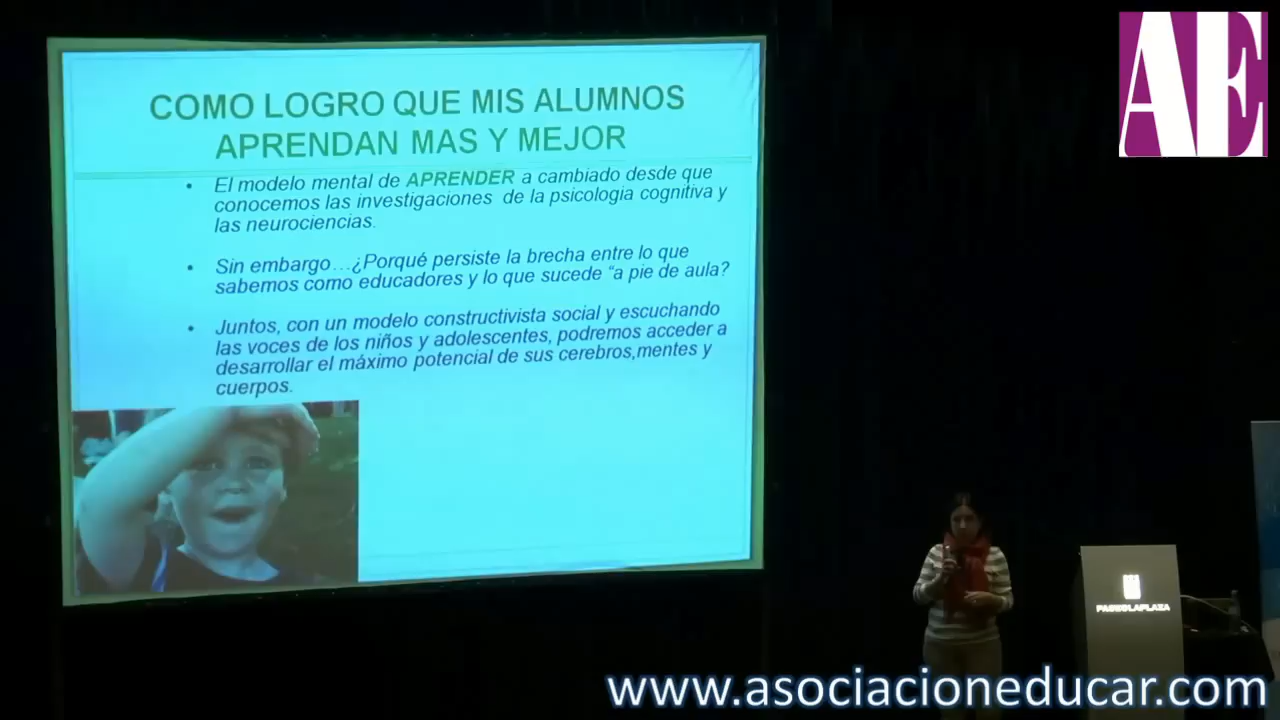 AE
COMO LOGRO QUE MIS ALUMNOS
APRENDAN MAS Y MEJOR
• El modelo mental de APRENDER a cambiado desde que
conocemos las investigaciones de la psicologia cognitiva y
las neurociencias.
• Sin embargo…¿Porqué persiste la brecha entre lo que
sabemos como educadores y lo que sucede “a pie de aula?
• Juntos, con un modelo constructivista social y escuchando
las voces de los niños y adolescentes, podremos acceder a
desarrollar el máximo potencial de sus cerebros,mentes y
cuerpos.
PASEOLAPLAZA
www.asociacioneducar.com